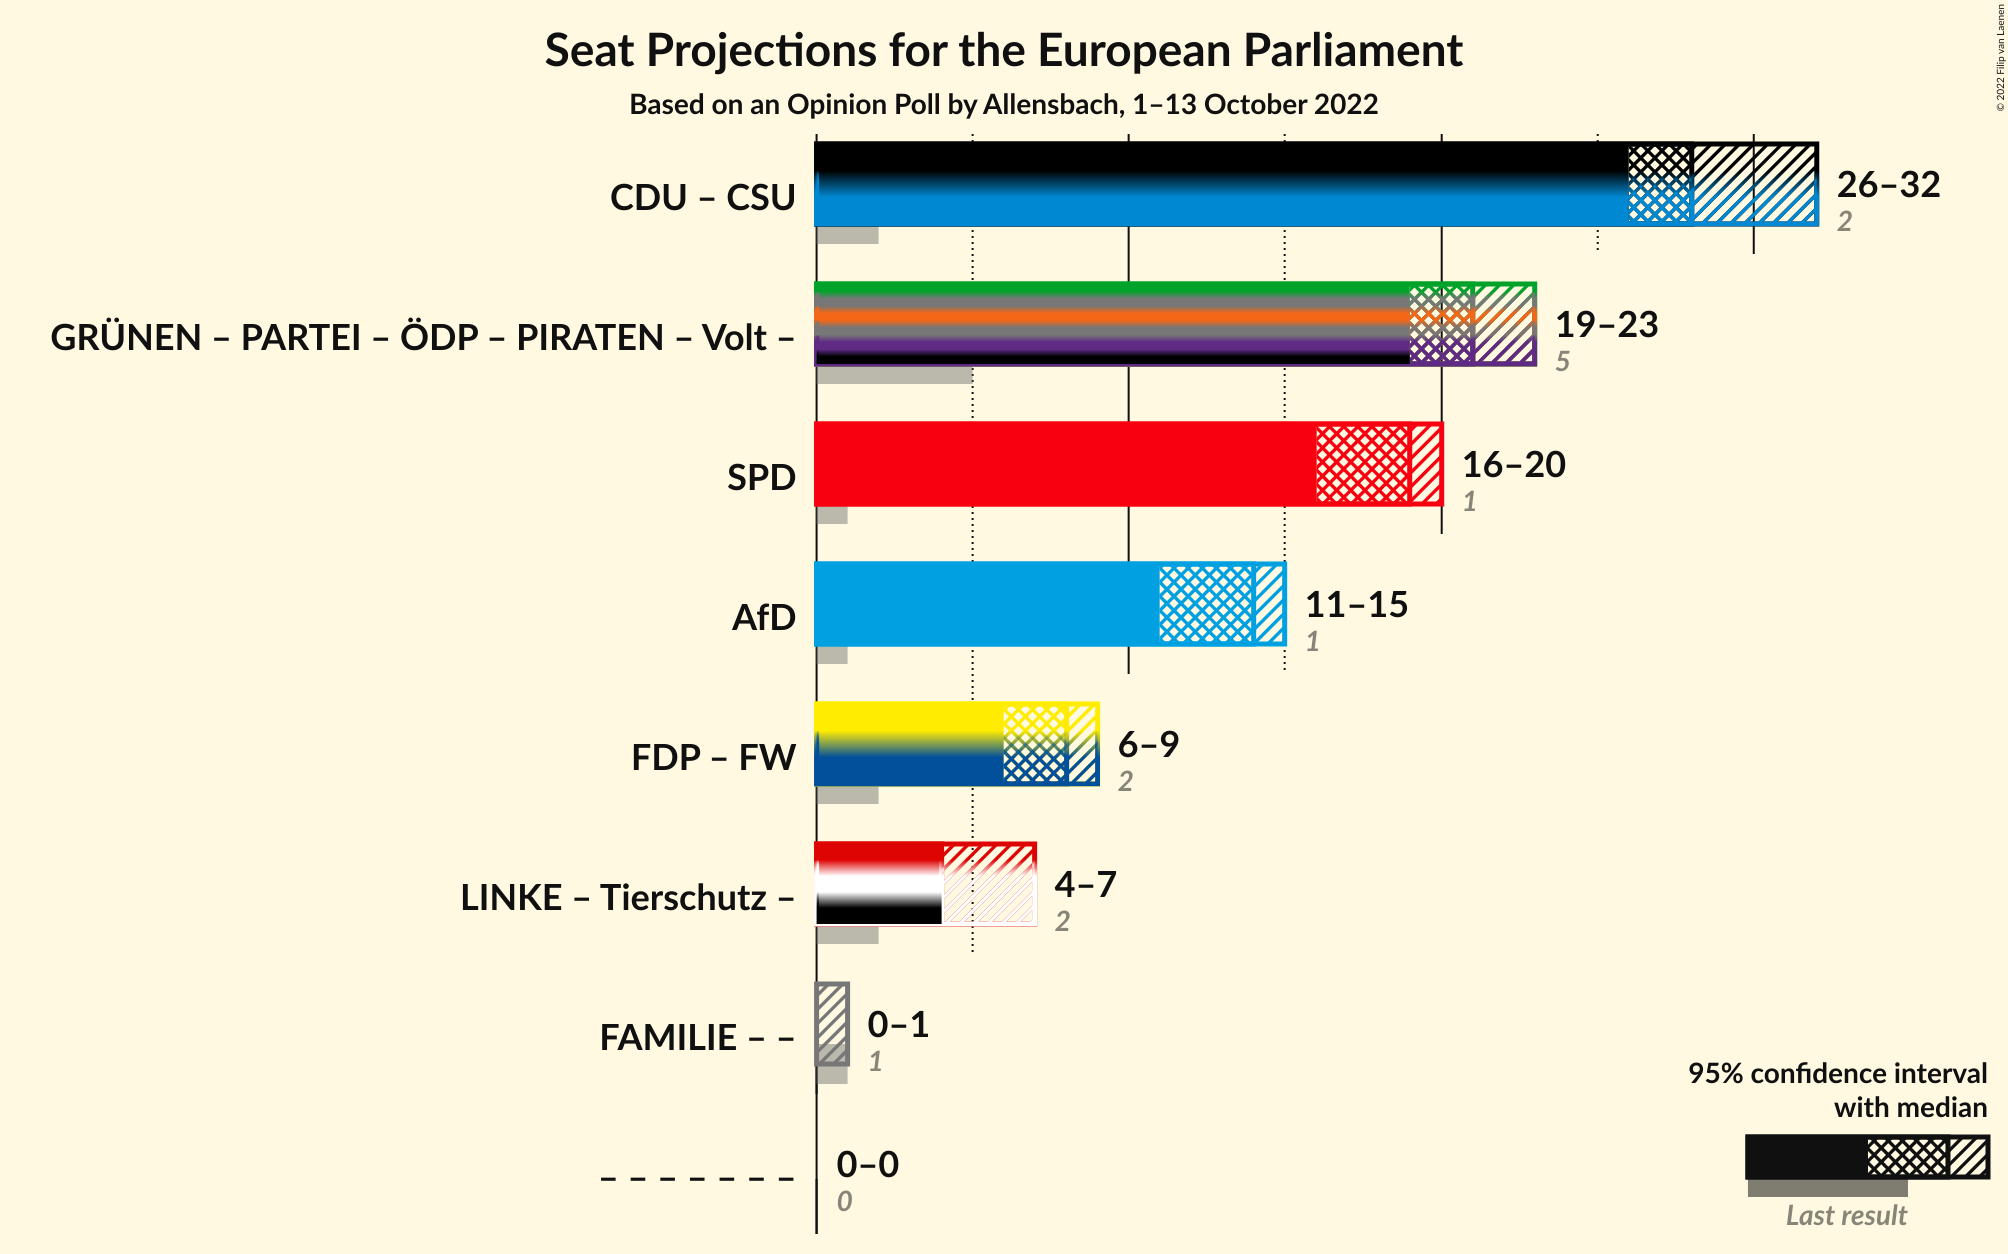 Seat Projections for the European Parliament
Based on an Opinion Poll by Allensbach, 1–13 October 2022
© 2022 Filip van Laenen
CDU – CSU
26–32
2
GRÜNEN – PARTEI – ÖDP – PIRATEN – Volt –
19–23
5
SPD
16–20
1
AfD
11–15
1
FDP – FW
6–9
2
LINKE – Tierschutz –
4–7
2
FAMILIE – –
0–1
1
– – – – – – –
0–0
0
95% confidence interval
with median
Last result